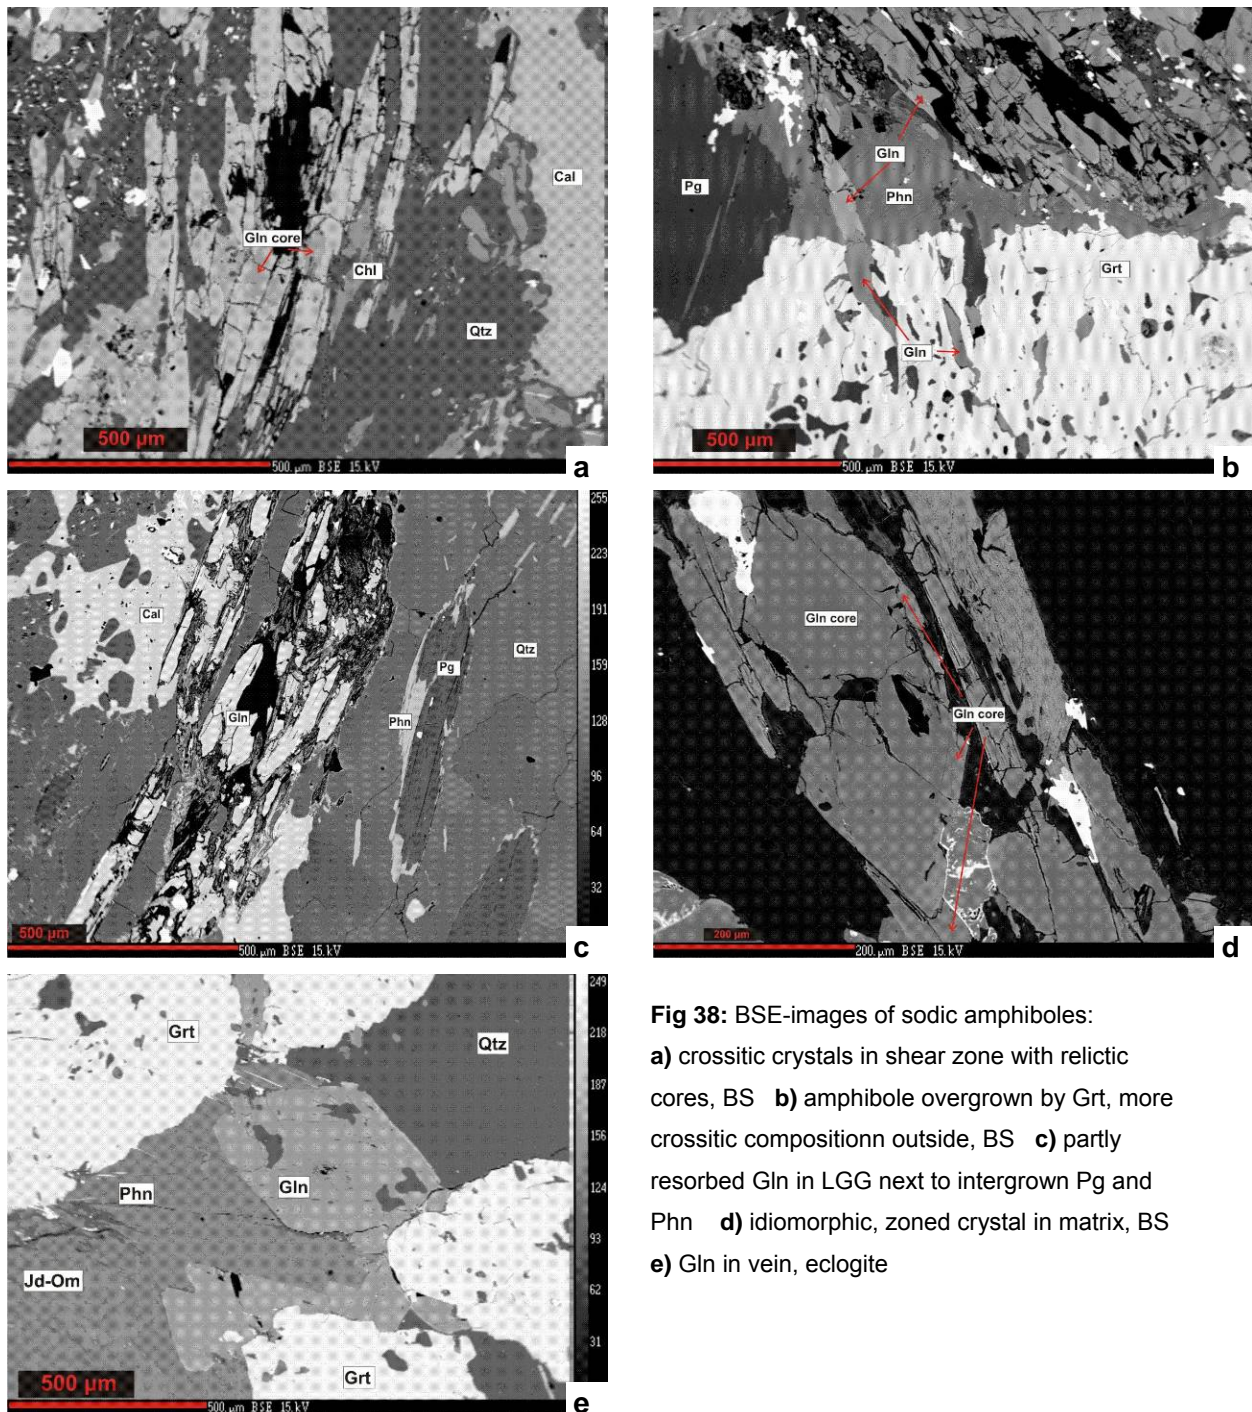 Cal
Gln core
Chl
Qtz
500 µm
500.µm BSE 15.kV
a
Gln
Pg
Phn
Grt
Gln
500.µm BSE 15.kV
b
255
223
191
159
128
96
64
32
Cal
Pg
Qtz
Gln
Phn
500 µm
500.µm BSE 15.kV
c
Gln core
Gln core
200 µm
200.µm BSE 15.kV
d
249
218
187
156
124
93
62
31
Grt
Qtz
Phn
Gln
Jd-Om
Grt
500 µm
500.µm BSE 15.kV
e
Fig 38: BSE-images of sodic amphiboles:
a) crossitic crystals in shear zone with relictic
cores, BS b) amphibole overgrown by Grt, more
crossitic compositionn outside, BS c) partly
resorbed Gln in LGG next to intergrown Pg and
Phn d) idiomorphic, zoned crystal in matrix, BS
e) Gln in vein, eclogite